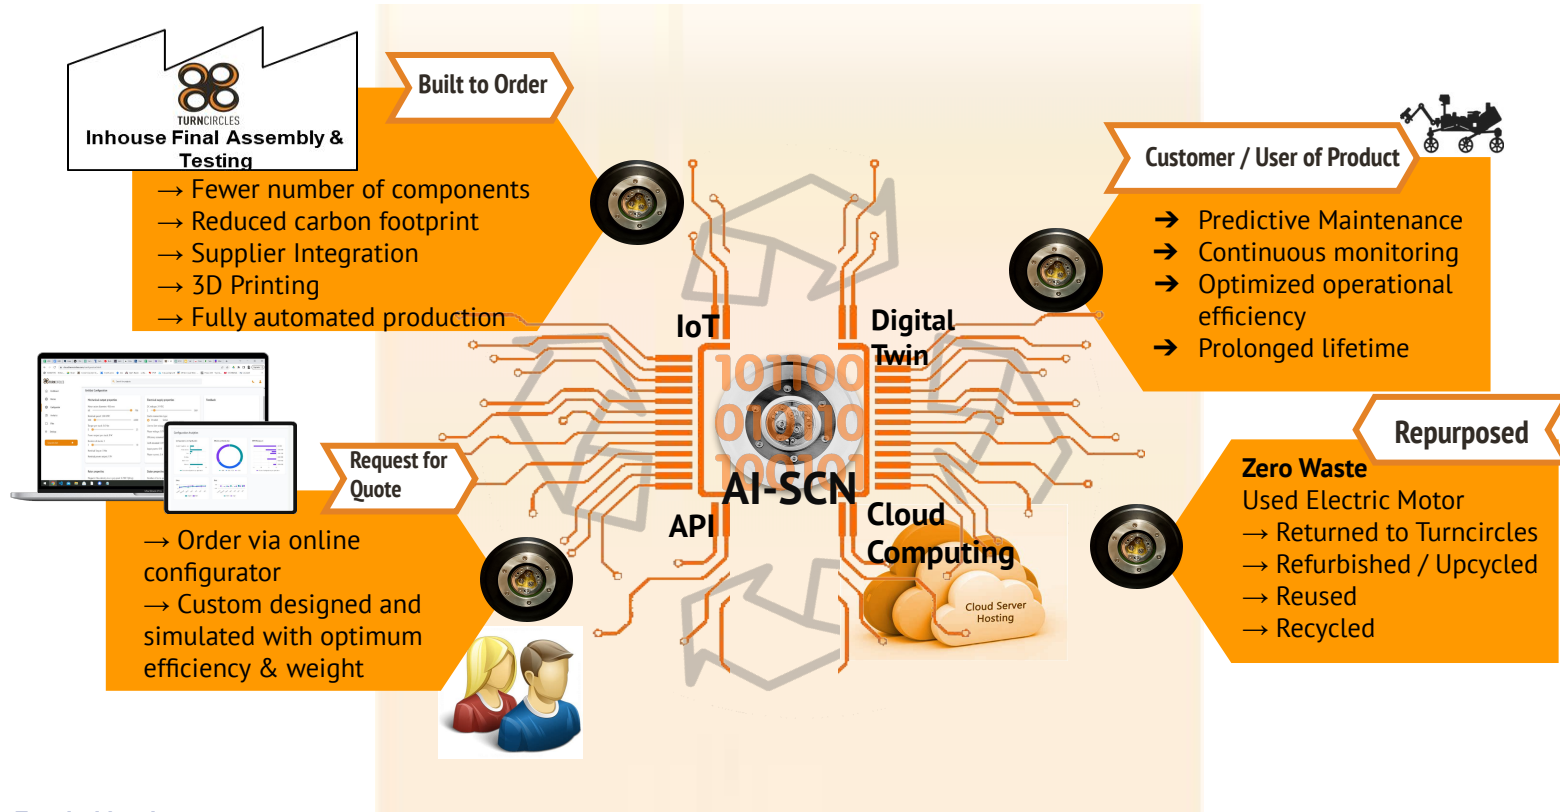 TURNCIRCLES
Inhouse Final Assembly &
Testing
Built to Order
→ Fewer number of components
→ Reduced carbon footprint
→ Supplier Integration
→ 3D Printing
→ Fully automated production
Customer / User of Product
➔ Predictive Maintenance
➔ Continuous monitoring
➔ Optimized operational
efficiency
➔ Prolonged lifetime
IoT
Digital
Twin
101100
100101
AI-SCN
API
Cloud
Computing
Cloud Server
Hosting
Request for
Quote
→ Order via online
configurator
→ Custom designed and
simulated with optimum
efficiency & weight
Repurposed
Zero Waste
Used Electric Motor
→ Returned to Turncircles
→ Refurbished / Upcycled
→ Reused
→ Recycled